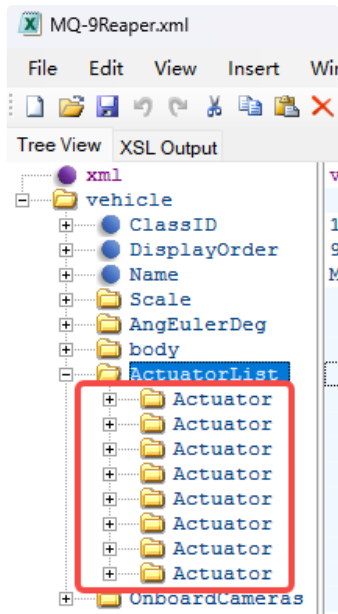 MQ-9Reaper.xml
File Edit View Insert
Tree View XSL Output
xml
vehicle
ClassID
DisplayOrder
Name
Scale
AngEulerDeg
body
ActuatorList
Actuator
Actuator
Actuator
Actuator
Actuator
Actuator
Actuator
Actuator
OnboardCameras